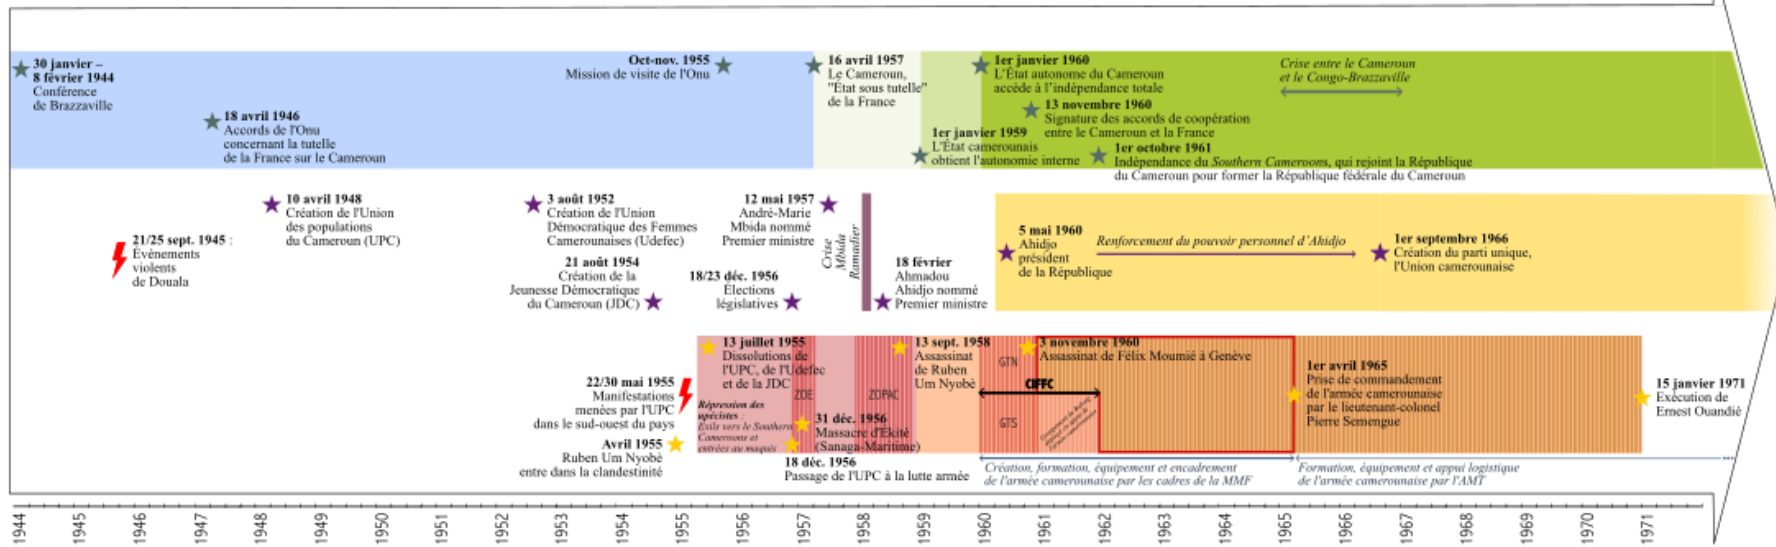 30 janvier –
8 février 1944
Conférence
de Brazzaville
18 avril 1946
Accords de l'Onu
concernant la tutelle
de la France sur le Cameroun
Oct-nov. 1955
Mission de visite de l'Onu
16 avril 1957
Le Cameroun,
"État sous tutelle"
de la France
1er janvier 1959
L'État camerounais
obtient l'autonomie interne
1er janvier 1960
L'État autonome du Cameroun
accède à l'indépendance totale
13 novembre 1960
Signature des accords de coopération
entre le Cameroun et la France
1er octobre 1961
Indépendance du Southern Cameroons, qui rejoint la République
du Cameroun pour former la République fédérale du Cameroun
Crise entre le Cameroun
et le Congo-Brazzaville
21/25 sept. 1945 :
Événements
violents
de Douala
10 avril 1948
Création de l'Union
des populations
du Cameroun (UPC)
3 août 1952
Création de l'Union
Démocratique des Femmes
Camerounaises (Udefec)
21 août 1954
Création de la
Jeunesse Démocratique
du Cameroun (JDC)
12 mai 1957
André-Marie
Mbida nommé
Premier ministre
18/23 déc. 1956
Élections
législatives
Crise
Mbida
Ramadier
18 février
Ahmadou
Ahidjo nommé
Premier ministre
5 mai 1960
Ahidjo
président
de la République
Renforcement du pouvoir personnel d'Ahidjo
1er septembre 1966
Création du parti unique,
l'Union camerounaise
22/30 mai 1955
Manifestations
menées par l'UPC
dans le sud-ouest du pays
Avril 1955
Ruben Um Nyobè
entre dans la clandestinité
13 juillet 1955
Dissolutions de
l'UPC, de l'Udefec
et de la JDC
Répression des
upécistes :
Exils vers le Southern
Cameroons et
entrées au maquis
ZOE
31 déc. 1956
Massacre d'Ekité
(Sanaga-Maritime)
18 déc. 1956
Passage de l'UPC à la lutte armée
ZOPAC
13 sept. 1958
Assassinat
de Ruben
Um Nyobè
GTN
CIFFC
GTS
3 novembre 1960
Assassinat de Félix Moumié à Genève
1er avril 1965
Prise de commandement
de l'armée camerounaise
par le lieutenant-colonel
Pierre Semengue
15 janvier 1971
Exécution de
Ernest Ouandié
Création, formation, équipement et encadrement
de l'armée camerounaise par les cadres de la MMF
Formation, équipement et appui logistique
de l'armée camerounaise par l'AMT
1944
1945
1946
1947
1948
1949
1950
1951
1952
1953
1954
1955
1956
1957
1958
1959
1960
1961
1962
1963
1964
1965
1966
1967
1968
1969
1970
1971